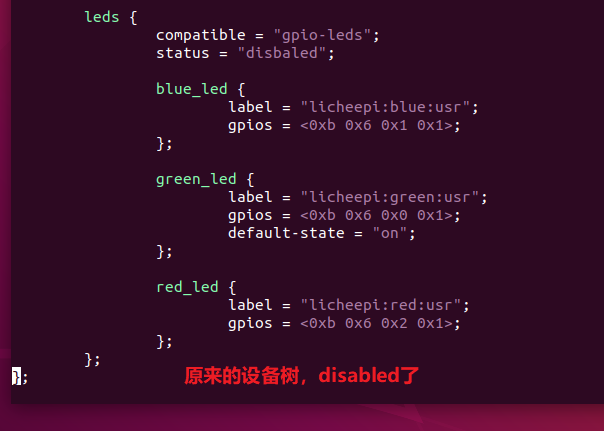 leds {
compatible = "gpio-leds";
status = "disbaled";
blue_led {
label = "licheepi:blue:usr";
gpios = <0xb 0x6 0x1 0x1>;
};
green_led {
label = "licheepi:green:usr";
gpios = <0xb 0x6 0x0 0x1>;
default-state = "on";
};
red_led {
label = "licheepi:red:usr";
gpios = <0xb 0x6 0x2 0x1>;
};
};
}; 原来的设备树，disabled了